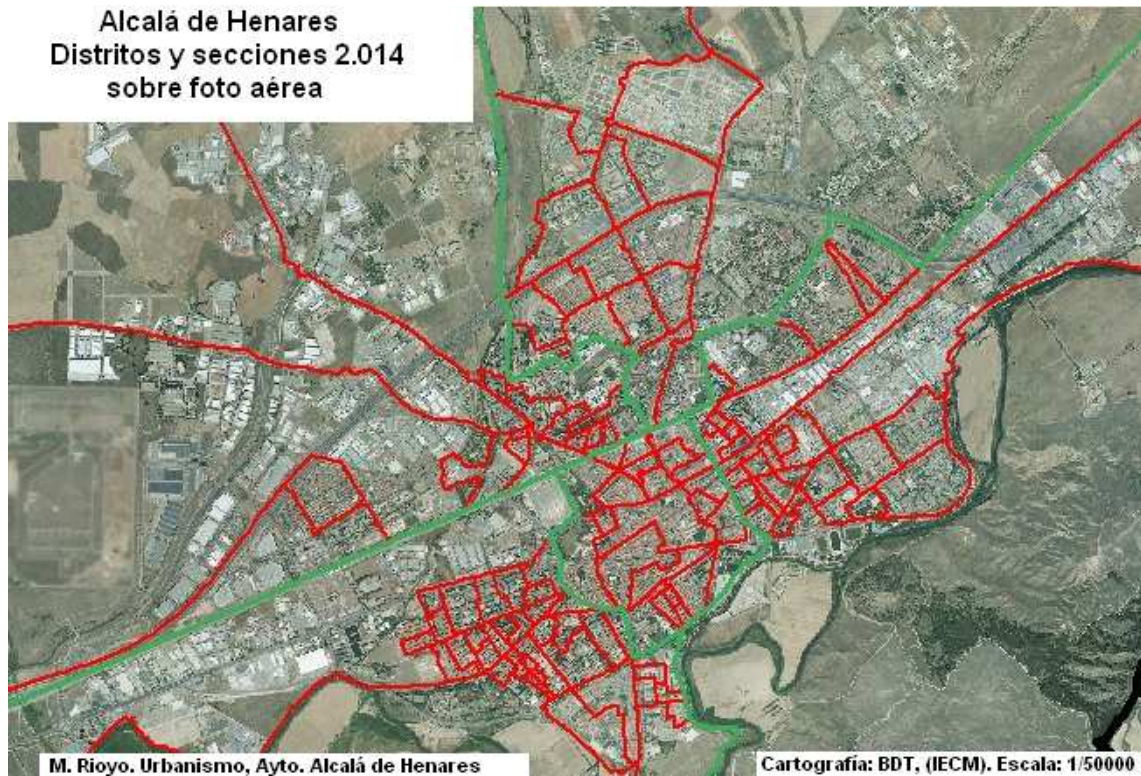 Alcalá de Henares
Distritos y secciones 2.014
sobre foto aérea
M. Rioyo. Urbanismo, Ayto. Alcalá de Henares
Cartografía: BDT, (IECM). Escala: 1/50000